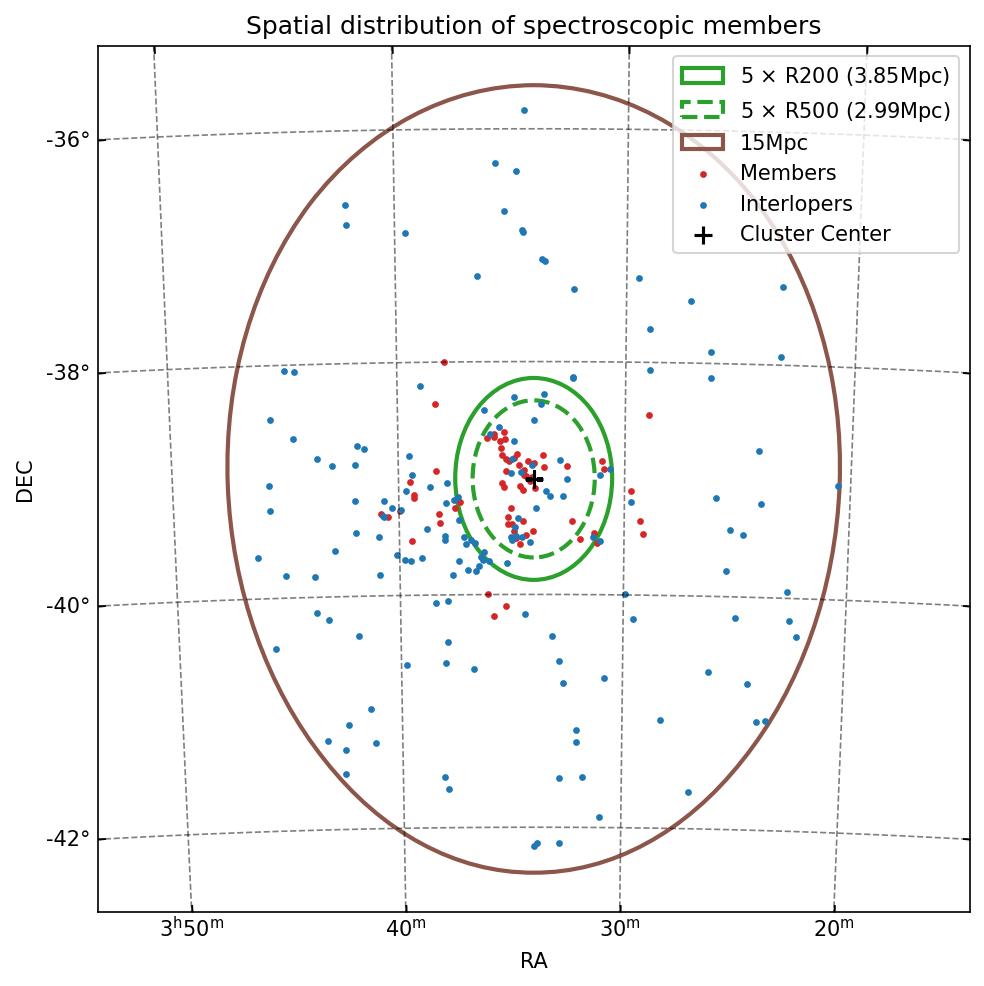 Spatial distribution of spectroscopic members
5 × R200 (3.85Mpc)
5 × R500 (2.99Mpc)
15Mpc
Members
Interlopers
Cluster Center
-36°
-38°
-40°
-42°
DEC
3ʰ50ᵐ 40ᵐ 30ᵐ 20ᵐ
RA